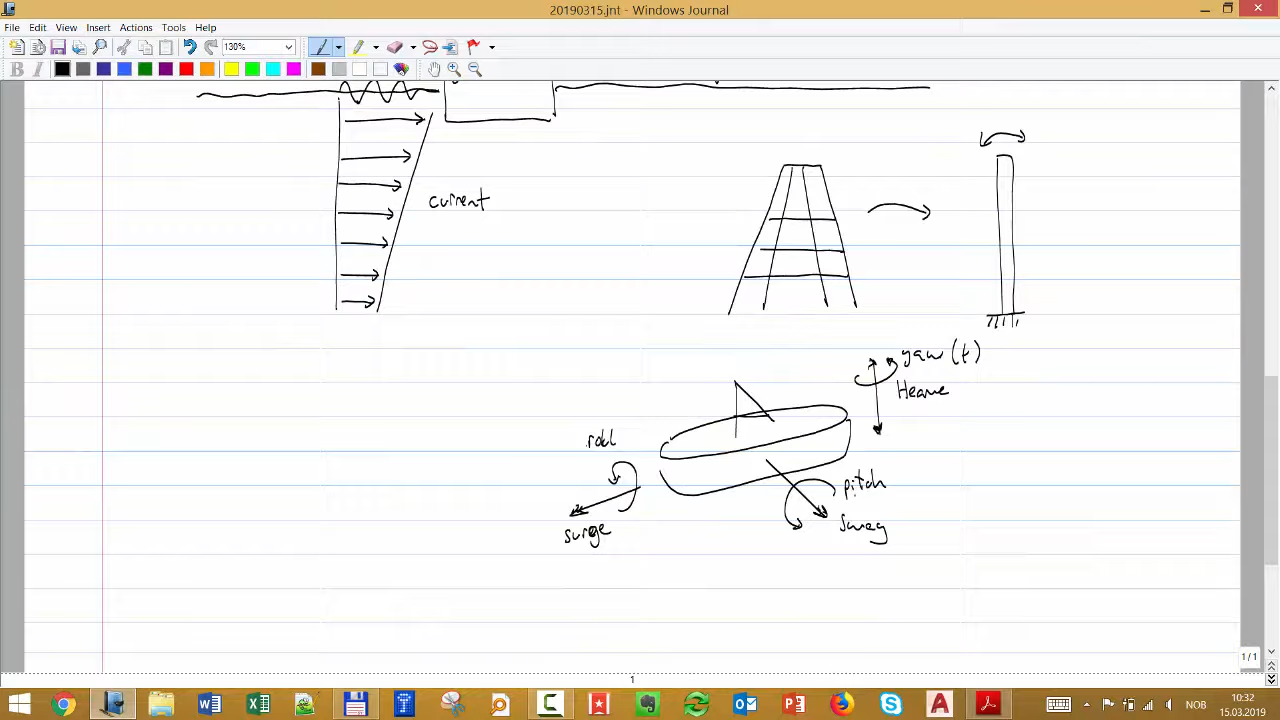 20190315.jnt - Windows Journal
File Edit View Insert Actions Tools Help
130%
B I
current
yaw (t)
Heave
roll
pitch
surge
Sway
1/1
1
NOB
10:32
15.03.2019